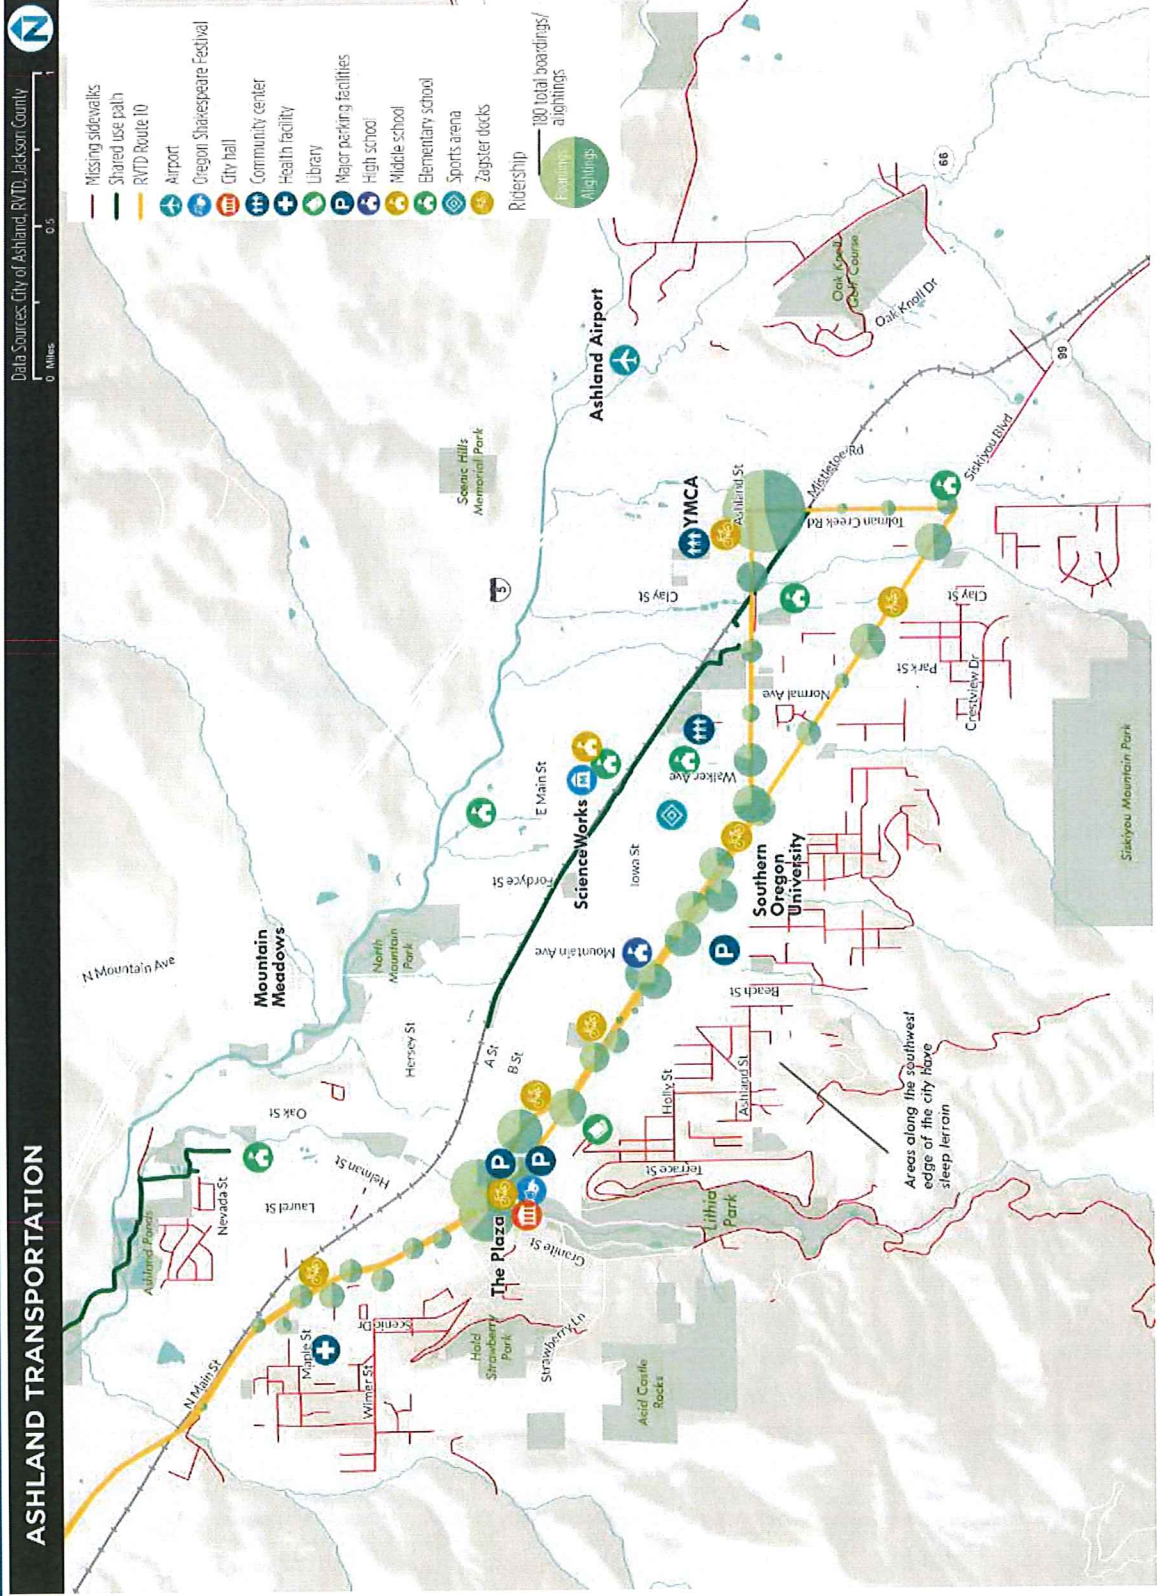 ASHLAND TRANSPORTATION
Data Sources: City of Ashland, RVTD, Jackson County
0 Miles
0.5
1
N
Missing sidewalks
Shared use path
RVTD Route 10
Airport
Oregon Shakespeare Festival
City hall
Community center
Health facility
Library
Major parking facilities
High school
Middle school
Elementary school
Sports arena
Zagster docks
Ridership
180 total boardings/
alightings
Boardings
Alightings
N Mountain Ave
Mountain
Meadows
Ashland Ponds
Nevada St
Oak St
Laurel St
Helman St
Hersey St
North
Mountain
Park
5
Scenic Hills
Memorial Park
Ashland Airport
N Main St
Maple St
Wimer St
Scenic Dr
A St
B St
E Main St
Fordyce St
ScienceWorks
Iowa St
Mountain Ave
Walker Ave
Clay St
YMCA
Ashland St
Mistletoe Rd
Tolman Creek Rd
Oak Knoll
Golf Course
Oak Knoll Dr
66
99
Siskiyou Blvd
The Plaza
P
P
P
Granite St
Strawberry Ln
Hald
Strawberry
Park
Acid Castle
Rocks
Lithia
Park
Terrace St
Holly St
Ashland St
Beach St
Southern
Oregon
University
Normal Ave
Park St
Clay St
Crestview Dr
Siskiyou Mountain Park
Areas along the southwest
edge of the city have
steep terrain